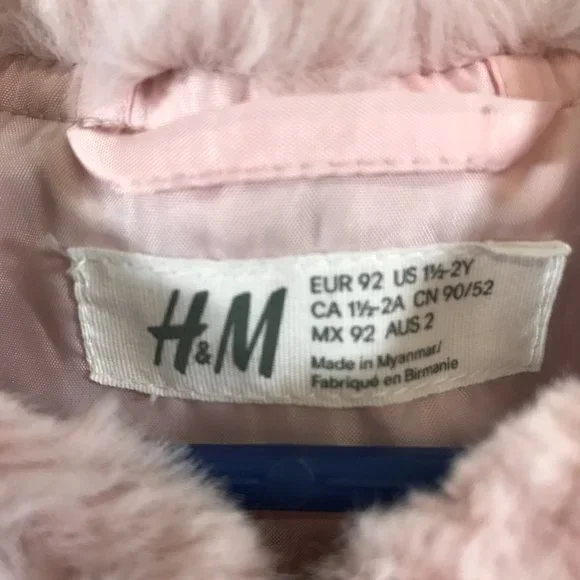 H&M
EUR 92 US 1½-2Y
CA 1½-2A CN 90/52
MX 92 AUS 2
Made in Myanmar/
Fabriqué en Birmanie